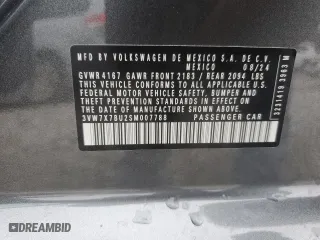 MFD BY VOLKSWAGEN DE MEXICO S.A. DE C.V.
MEXICO 08/24
GVWR 4167 GAWR FRONT 2183 / REAR 2094 LBS
THIS VEHICLE CONFORMS TO ALL APPLICABLE
FEDERAL MOTOR VEHICLE SAFETY, BUMPER AND
THEFT PREVENTION STANDARDS IN EFFECT ON THE
DATE OF MANUFACTURE SHOWN ABOVE.
3VW7X7BU2SM007788 PASSENGER CAR
3231419 3963 M